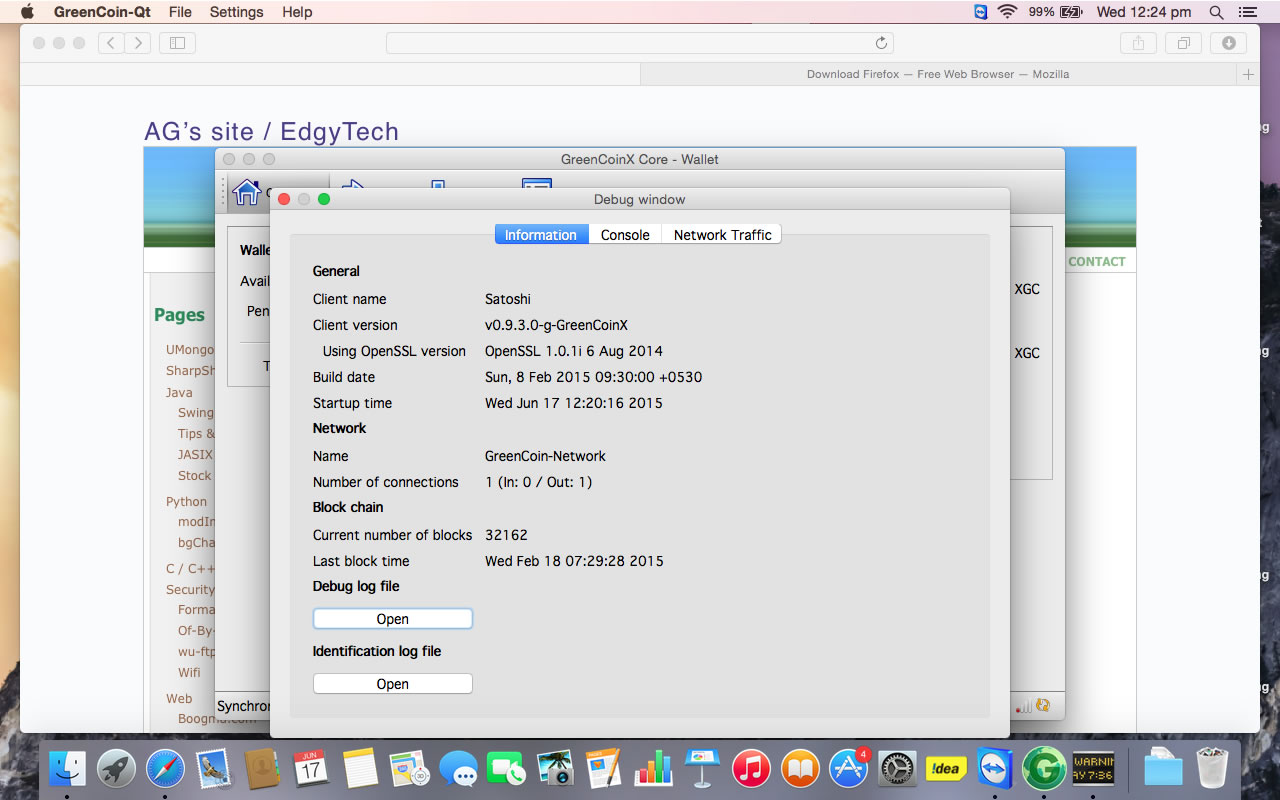 GreenCoin-Qt File Settings Help 99% Wed 12:24 pm
Download Firefox — Free Web Browser — Mozilla
AG's site / EdgyTech
GreenCoinX Core - Wallet
Debug window
Information Console Network Traffic
CONTACT
Walle
Avail
Pen
T
XGC
XGC
General
Client name Satoshi
Client version v0.9.3.0-g-GreenCoinX
Using OpenSSL version OpenSSL 1.0.1i 6 Aug 2014
Build date Sun, 8 Feb 2015 09:30:00 +0530
Startup time Wed Jun 17 12:20:16 2015
Network
Name GreenCoin-Network
Number of connections 1 (In: 0 / Out: 1)
Block chain
Current number of blocks 32162
Last block time Wed Feb 18 07:29:28 2015
Debug log file
Open
Identification log file
Open
Pages
UMongo
SharpSh
Java
Swing
Tips &
JASIX
Stock
Python
modIn
bgCha
C / C++
Security
Forma
Of-By-
wu-ftp
Wifi
Web
Boogma.com
Synchron
ng
ng
ng
ng
JUN
17
4
!dea
WARNIN
AY 7:36